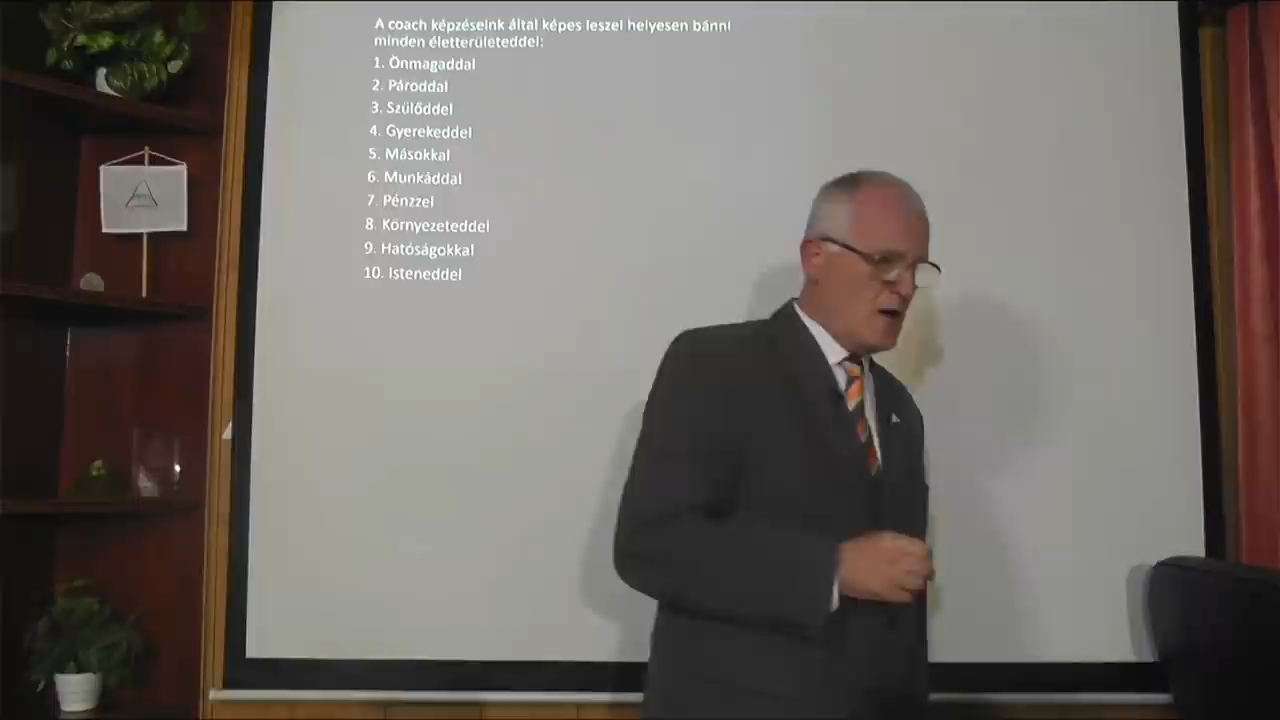 A coach képzéseink által képes leszel helyesen bánni
minden életterületeddel:
1. Önmagaddal
2. Pároddal
3. Szülőddel
4. Gyerekeddel
5. Másokkal
6. Munkáddal
7. Pénzzel
8. Környezeteddel
9. Hatóságokkal
10. Isteneddel